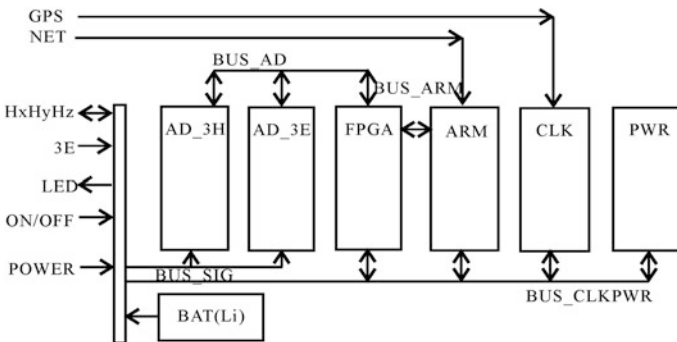 GPS
NET
BUS_AD
BUS_ARM
HxHyHz
AD_3H
AD_3E
FPGA
ARM
CLK
PWR
3E
LED
ON/OFF
POWER
BUS_SIG
BUS_CLKPWR
BAT(Li)